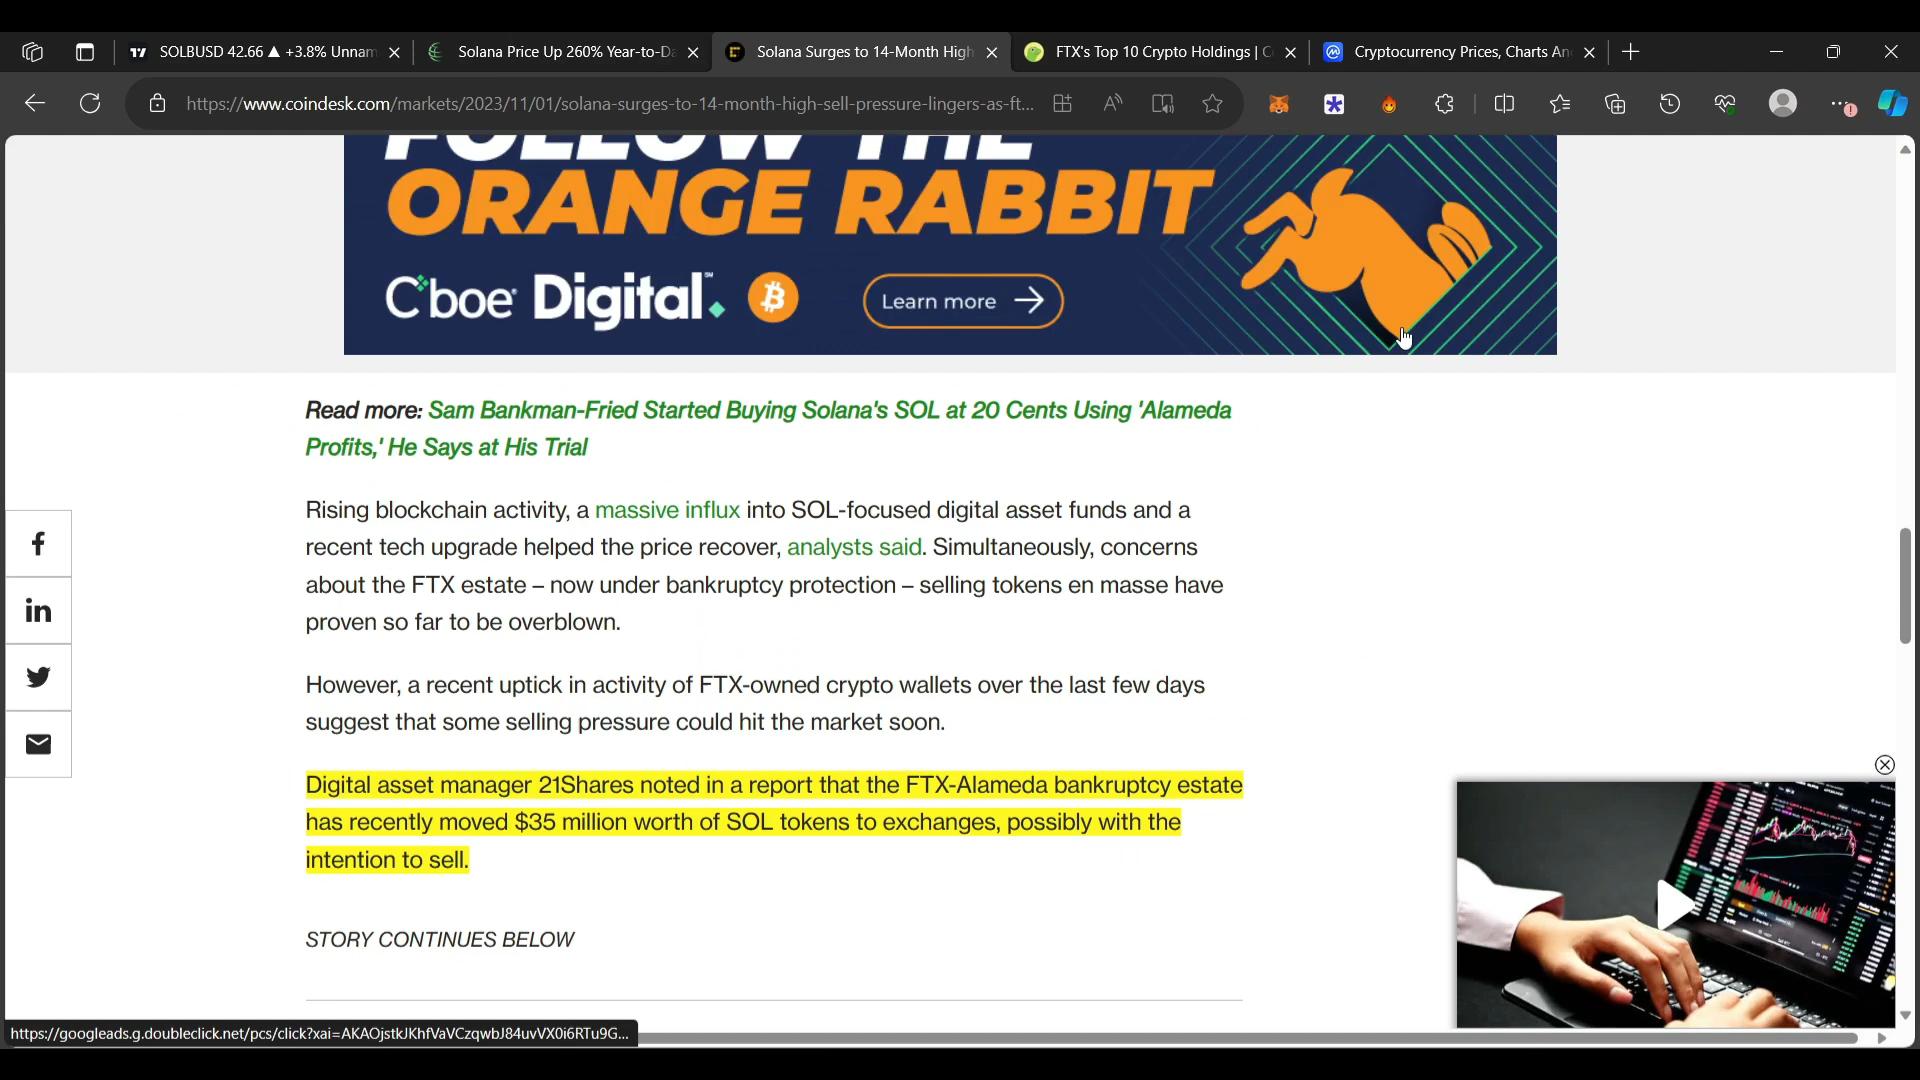 SOLBUSD 42.66 ▲ +3.8% Unnam
Solana Price Up 260% Year-to-Da
Solana Surges to 14-Month High
FTX's Top 10 Crypto Holdings | C
Cryptocurrency Prices, Charts An
https://www.coindesk.com/markets/2023/11/01/solana-surges-to-14-month-high-sell-pressure-lingers-as-ft...
FOLLOW THE
ORANGE RABBIT
Cboe Digital
Learn more
Read more: Sam Bankman-Fried Started Buying Solana's SOL at 20 Cents Using 'Alameda
Profits,' He Says at His Trial
Rising blockchain activity, a massive influx into SOL-focused digital asset funds and a
recent tech upgrade helped the price recover, analysts said. Simultaneously, concerns
about the FTX estate – now under bankruptcy protection – selling tokens en masse have
proven so far to be overblown.
However, a recent uptick in activity of FTX-owned crypto wallets over the last few days
suggest that some selling pressure could hit the market soon.
Digital asset manager 21Shares noted in a report that the FTX-Alameda bankruptcy estate
has recently moved $35 million worth of SOL tokens to exchanges, possibly with the
intention to sell.
STORY CONTINUES BELOW
https://googleads.g.doubleclick.net/pcs/click?xai=AKAOjstkJKhfVaVCzqwbJ84uvVX0i6RTu9G...